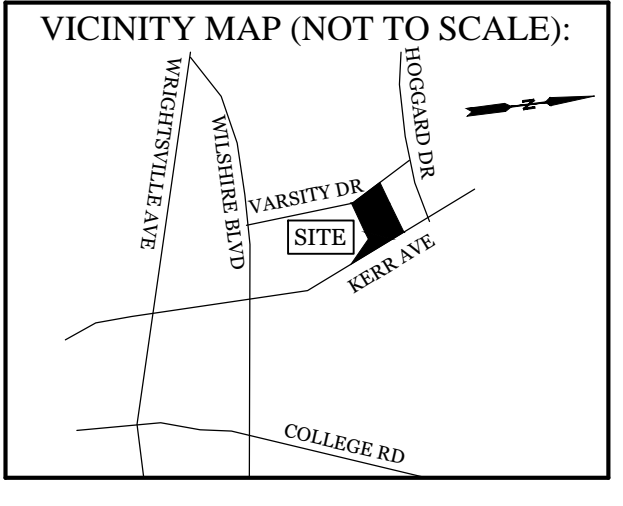 VICINITY MAP (NOT TO SCALE):
WRIGHTSVILLE AVE
WILSHIRE BLVD
HOGGARD DR
N
VARSITY DR
SITE
KERR AVE
COLLEGE RD